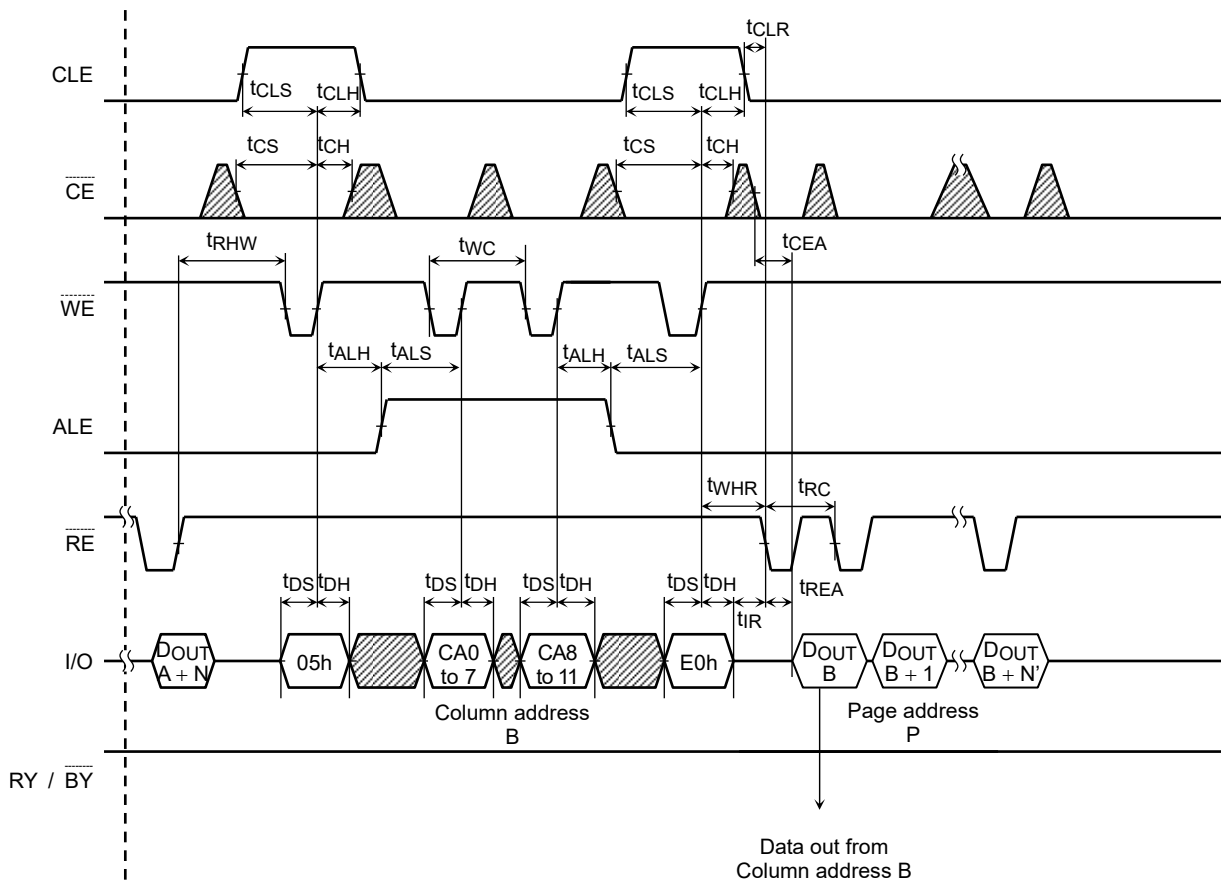 tCLR
CLE
tCLS tCLH tCLS tCLH
tCS tCH tCS tCH
CE
tRHW tWC tCEA
WE
tALH tALS tALH tALS
ALE
tWHR tRC
RE
tDS tDH tDS tDH tDS tDH tDS tDH tREA
tIR
I/O
DOUT
A + N
05h
CA0
to 7
CA8
to 11
E0h
DOUT
B
DOUT
B + 1
DOUT
B + N'
Column address
B
Page address
P
RY / BY
Data out from
Column address B